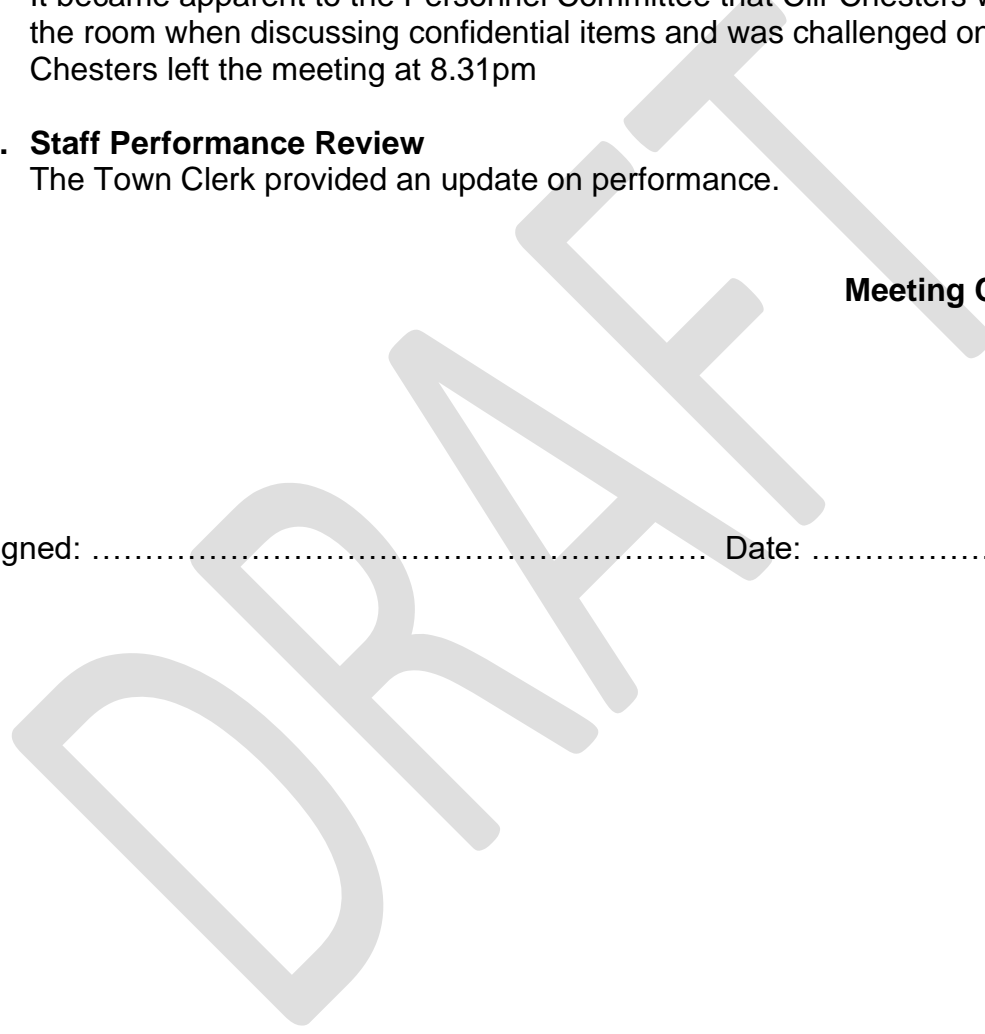 It became apparent to the Personnel Committee that Cllr Chesters
the room when discussing confidential items and was challenged on
Chesters left the meeting at 8.31pm
. Staff Performance Review
The Town Clerk provided an update on performance.
Meeting
gned: ………………………………………………….. Date: ………………
DRAFT